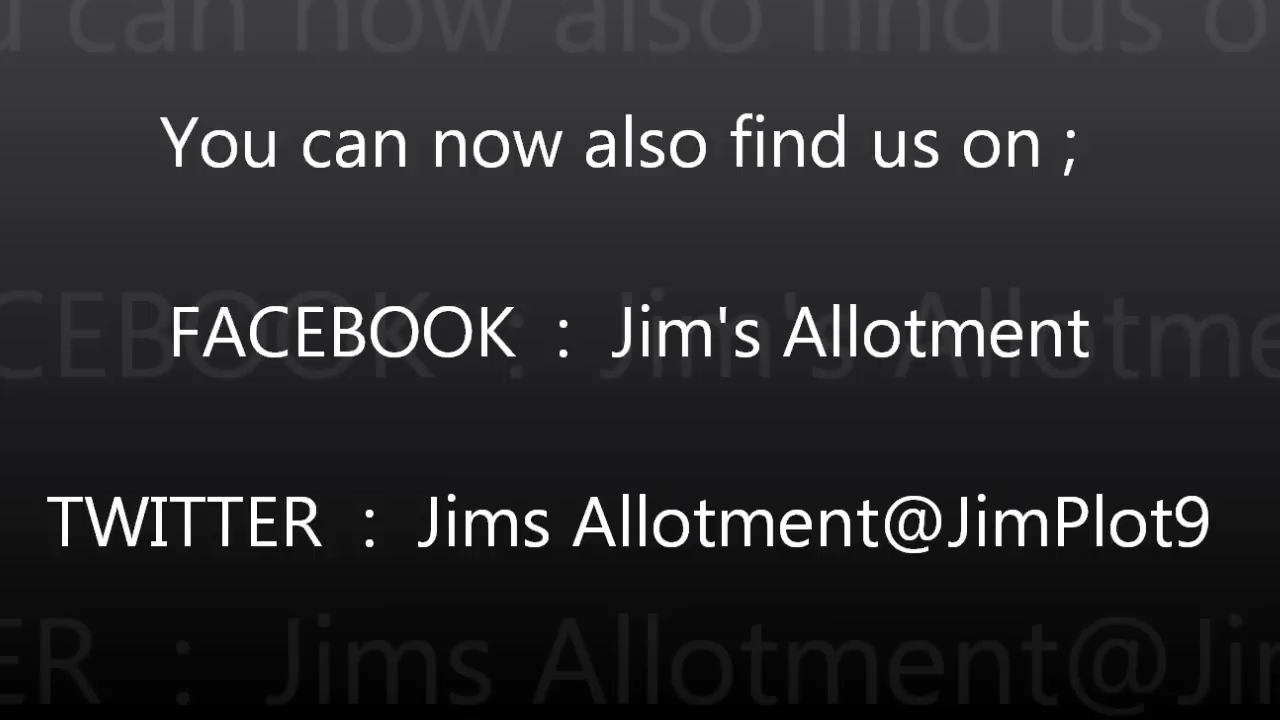 You can now also find us on ;
FACEBOOK : Jim's Allotment
TWITTER : Jims Allotment@JimPlot9